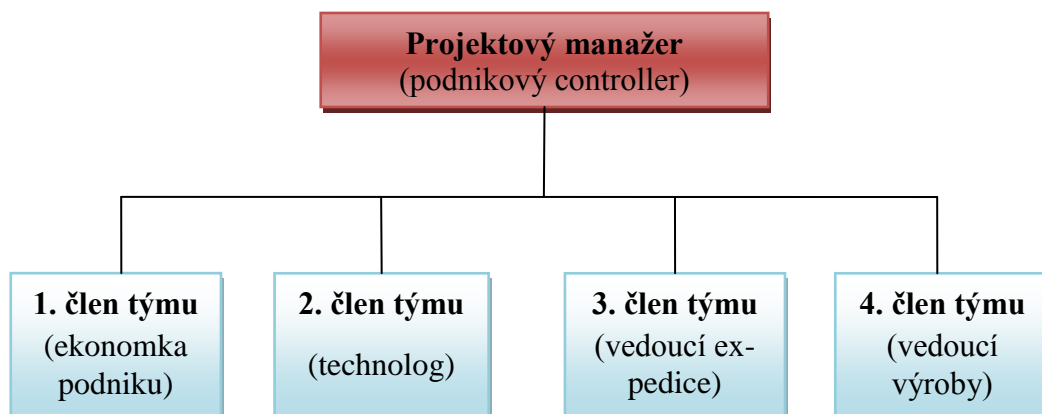 Projektový manažer
(podnikový controller)
1. člen týmu
(ekonomka
podniku)
2. člen týmu
(technolog)
3. člen týmu
(vedoucí ex-
pedice)
4. člen týmu
(vedoucí
výroby)